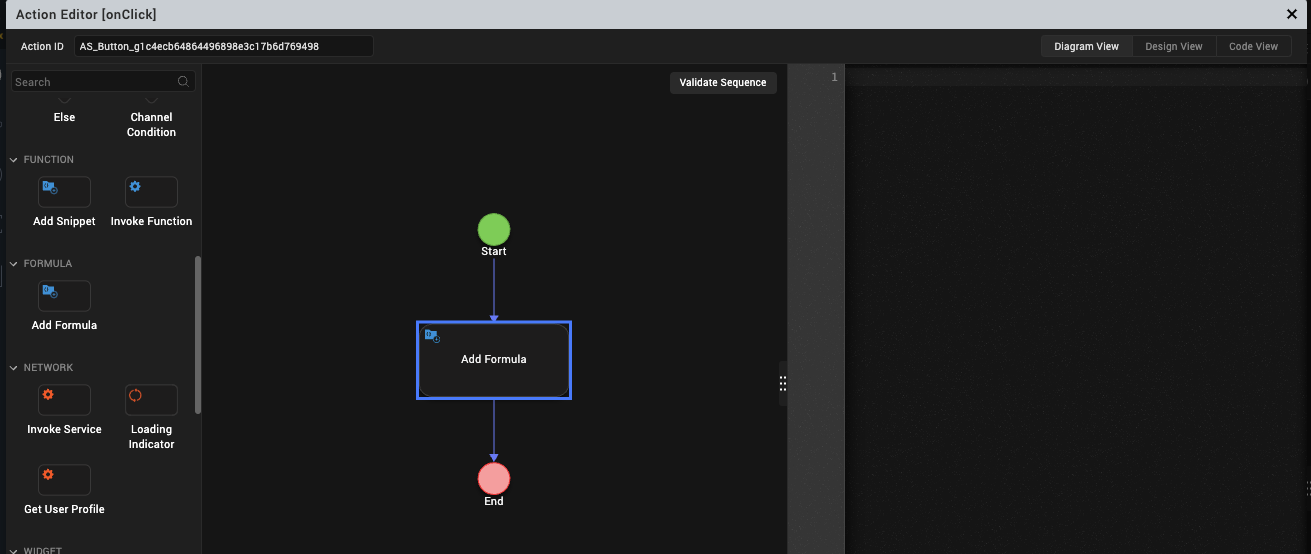 Action Editor [onClick]
Action ID
AS_Button_g1c4ecb64864496898e3c17b6d769498
Diagram View
Design View
Code View
Search
Validate Sequence
1
Else
Channel
Condition
FUNCTION
Add Snippet
Invoke Function
FORMULA
Add Formula
NETWORK
Invoke Service
Loading
Indicator
Get User Profile
WIDGET
Start
Add Formula
End